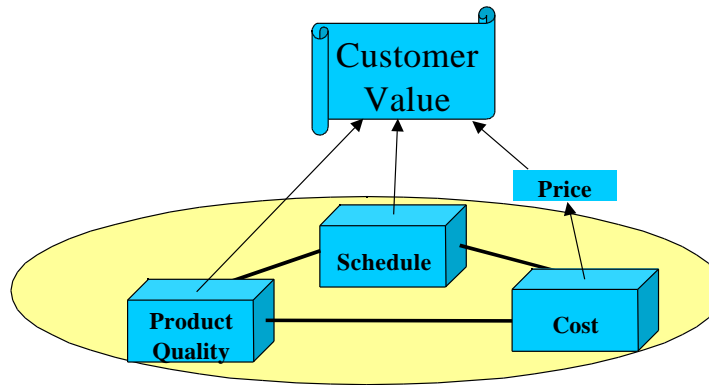 Customer
Value
Price
Schedule
Product
Quality
Cost